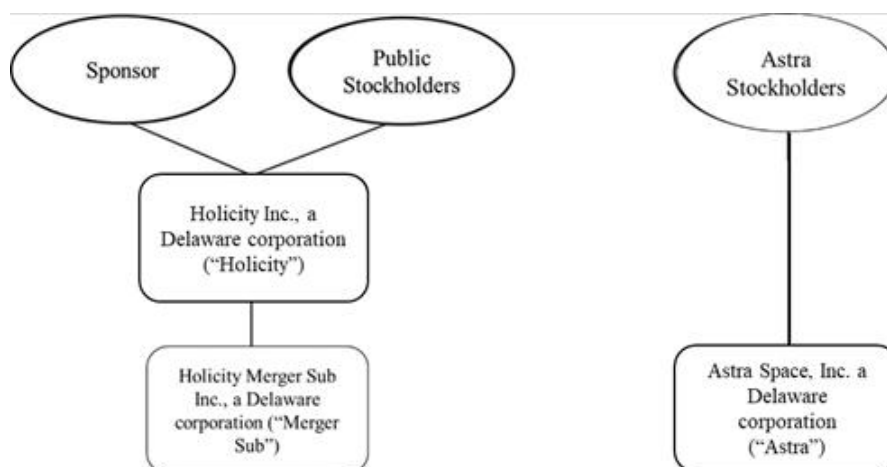 Sponsor
Public
Stockholders
Astra
Stockholders
Holicity Inc., a
Delaware corporation
(“Holicity”)
Holicity Merger Sub
Inc., a Delaware
corporation (“Merger
Sub”)
Astra Space, Inc. a
Delaware
corporation
(“Astra”)